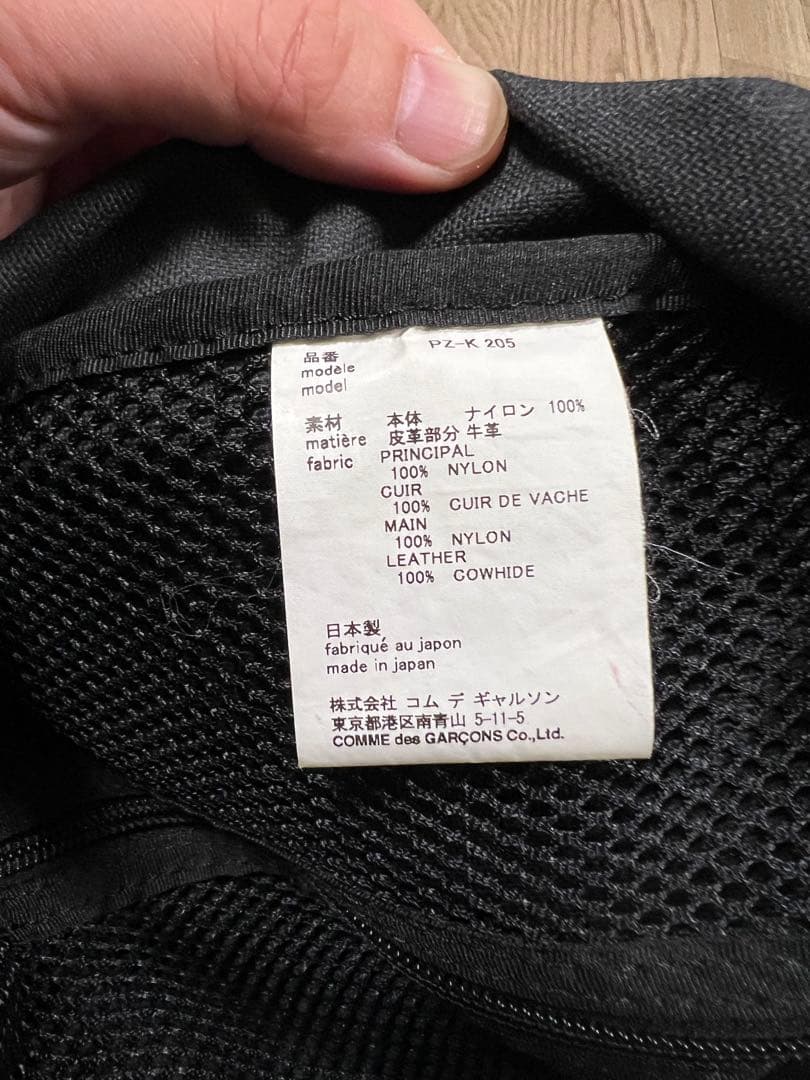 品番 PZ-K 205
modèle
model
素材 本体 ナイロン 100%
matière 皮革部分 牛革
fabric PRINCIPAL
100% NYLON
CUIR
100% CUIR DE VACHE
MAIN
100% NYLON
LEATHER
100% COWHIDE
日本製
fabriqué au japon
made in japan
株式会社 コム デ ギャルソン
東京都港区南青山 5-11-5
COMME des GARÇONS Co.,Ltd.